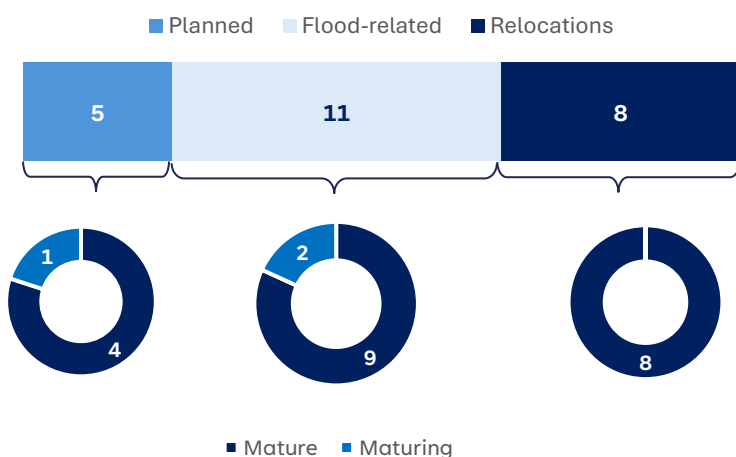 Planned Flood-related Relocations
5 11 8
1 2
4 9 8
Mature Maturing